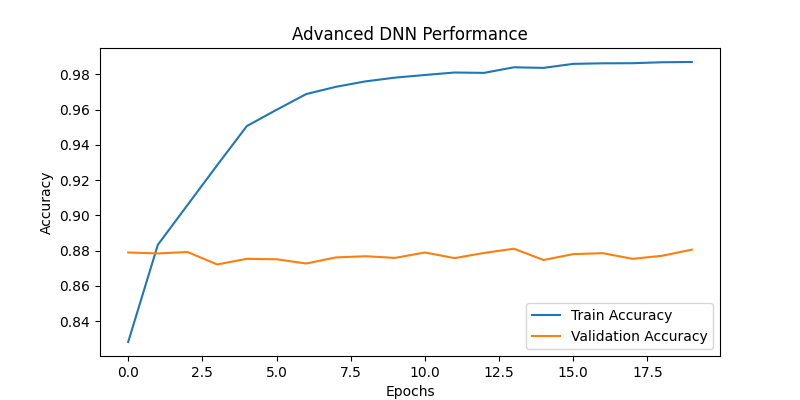 Advanced DNN Performance
Accuracy
0.98
0.96
0.94
0.92
0.90
0.88
0.86
0.84
Train Accuracy
Validation Accuracy
0.0 2.5 5.0 7.5 10.0 12.5 15.0 17.5
Epochs